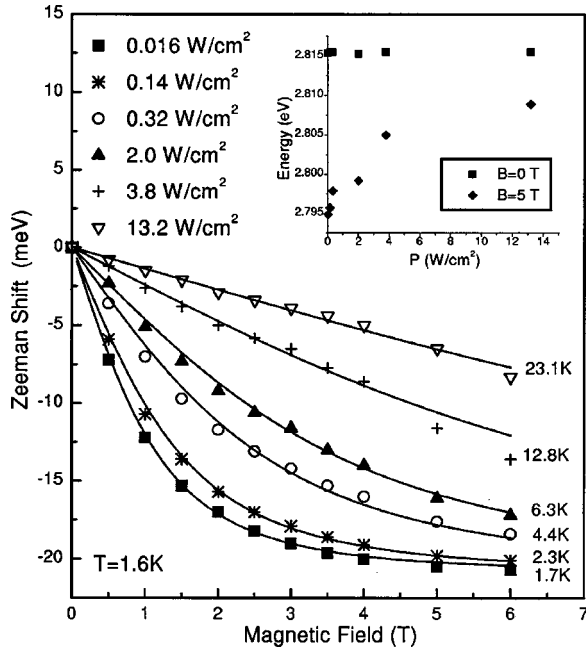 15
10
5
0
-5
-10
-15
-20
Zeeman Shift (meV)
0.016 W/cm²
0.14 W/cm²
0.32 W/cm²
2.0 W/cm²
3.8 W/cm²
13.2 W/cm²
2.815
2.810
2.805
2.800
2.795
Energy (eV)
B=0 T
B=5 T
0 2 4 6 8 10 12 14
P (W/cm²)
23.1K
12.8K
6.3K
4.4K
2.3K
1.7K
T=1.6K
0 1 2 3 4 5 6 7
Magnetic Field (T)